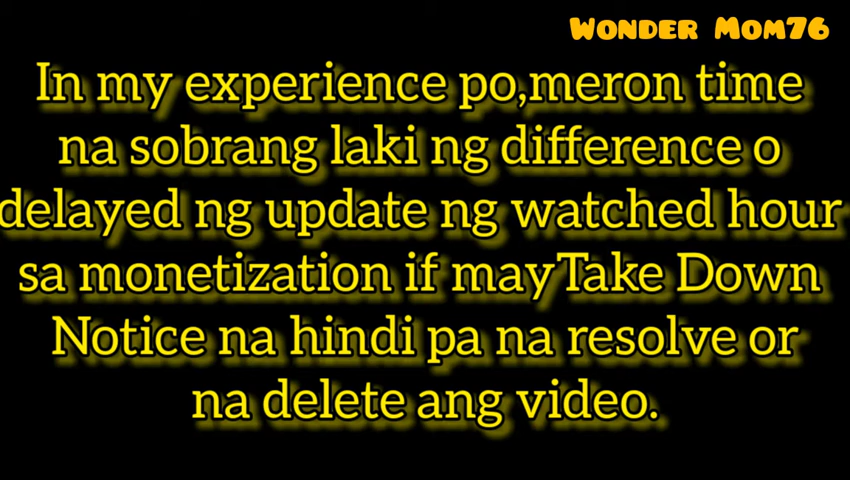 Wonder Mom76
In my experience po,meron time
na sobrang laki ng difference o
delayed ng update ng watched hour
sa monetization if mayTake Down
Notice na hindi pa na resolve or
na delete ang video.